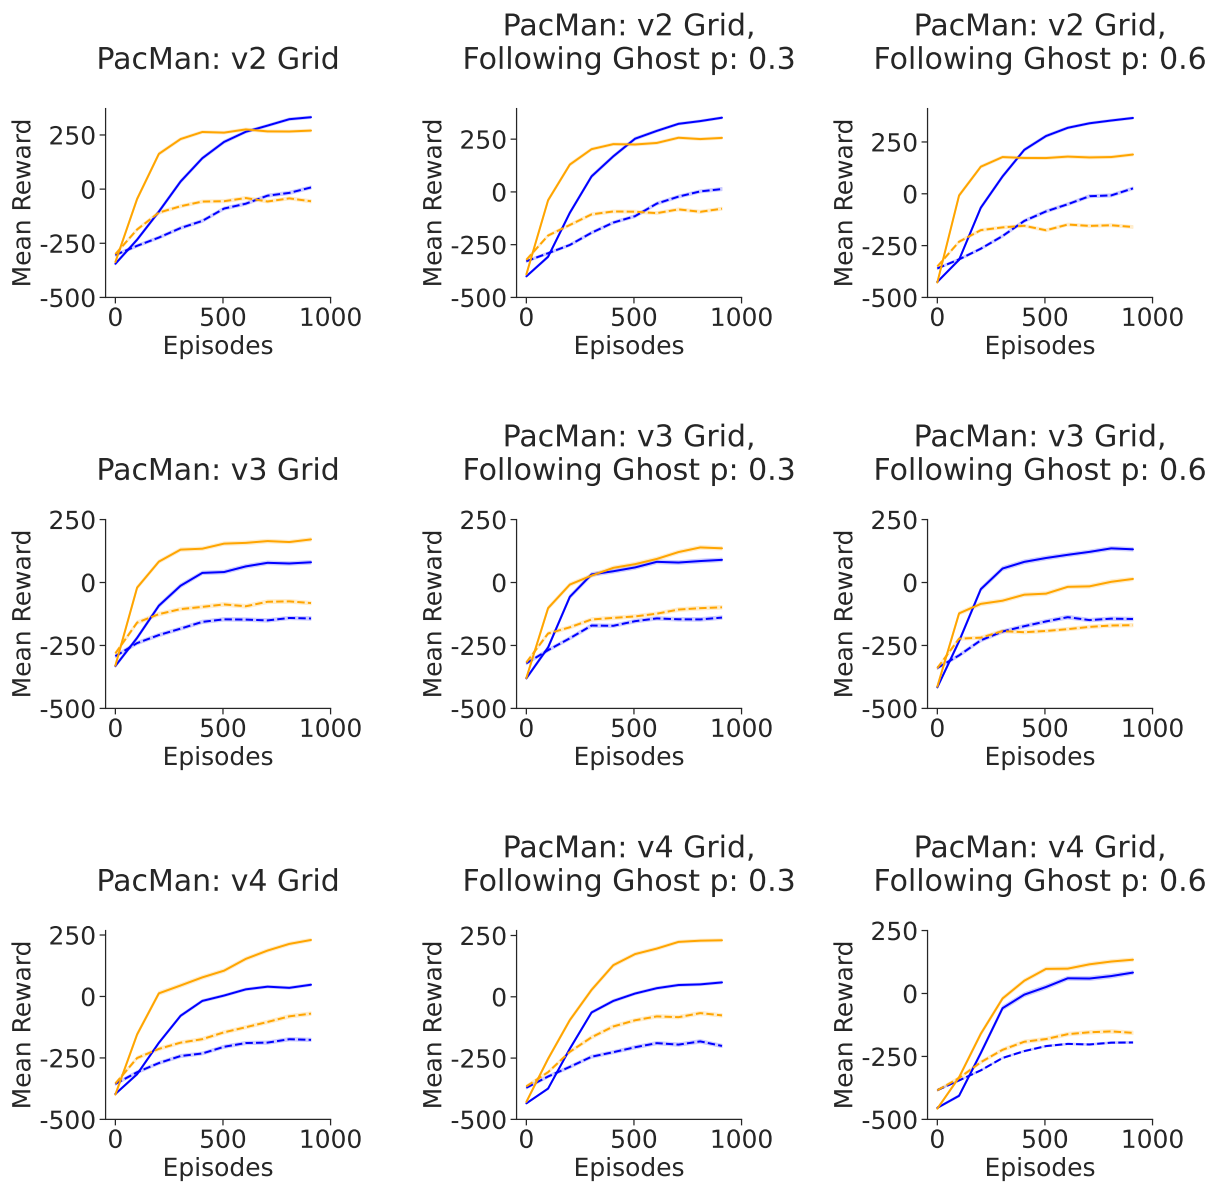 PacMan: v2 Grid
250
0
-250
-500
0
500
1000
Mean Reward
Episodes
PacMan: v2 Grid,
Following Ghost p: 0.3
250
0
-250
-500
0
500
1000
Mean Reward
Episodes
PacMan: v2 Grid,
Following Ghost p: 0.6
250
0
-250
-500
0
500
1000
Mean Reward
Episodes
PacMan: v3 Grid
250
0
-250
-500
0
500
1000
Mean Reward
Episodes
PacMan: v3 Grid,
Following Ghost p: 0.3
250
0
-250
-500
0
500
1000
Mean Reward
Episodes
PacMan: v3 Grid,
Following Ghost p: 0.6
250
0
-250
-500
0
500
1000
Mean Reward
Episodes
PacMan: v4 Grid
250
0
-250
-500
0
500
1000
Mean Reward
Episodes
PacMan: v4 Grid,
Following Ghost p: 0.3
250
0
-250
-500
0
500
1000
Mean Reward
Episodes
PacMan: v4 Grid,
Following Ghost p: 0.6
250
0
-250
-500
0
500
1000
Mean Reward
Episodes